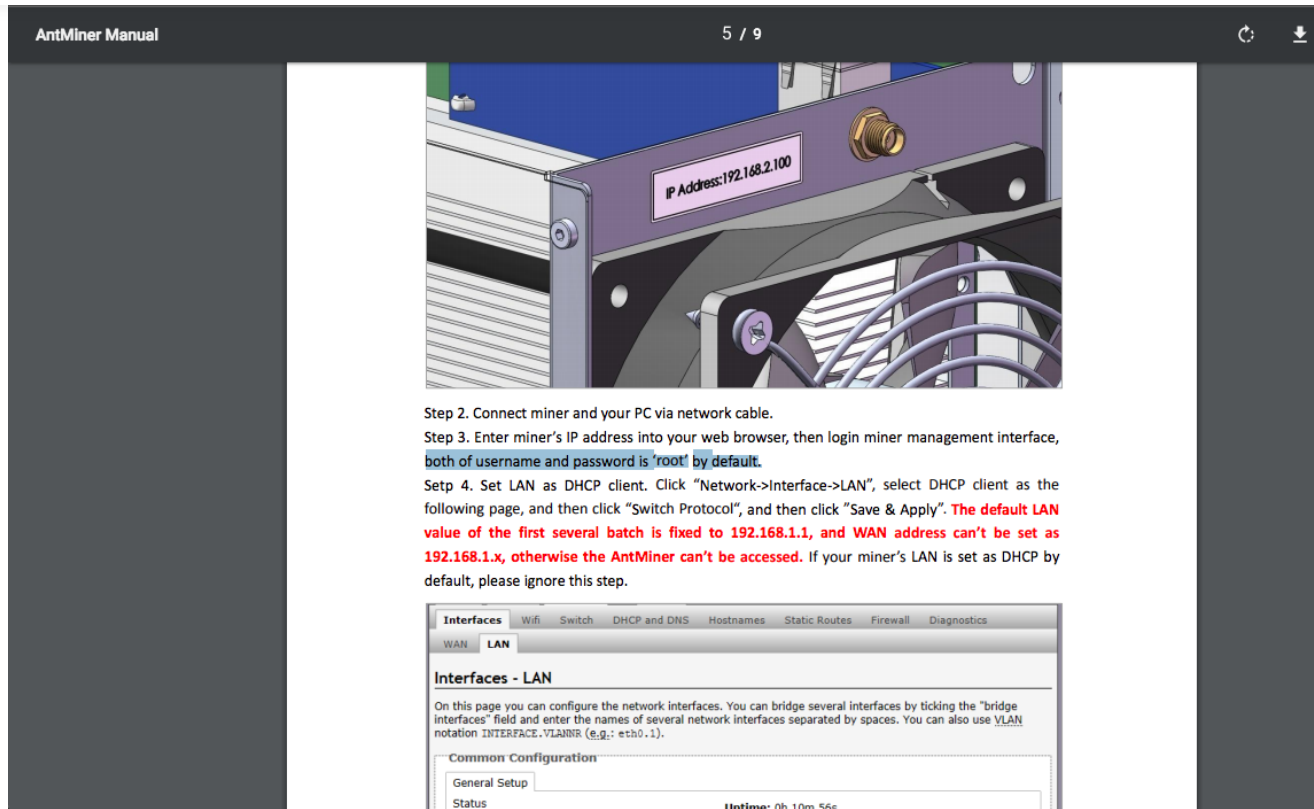 AntMiner Manual
5 / 9
IP Address:192.168.2.100
Step 2. Connect miner and your PC via network cable.
Step 3. Enter miner’s IP address into your web browser, then login miner management interface,
both of username and password is ‘root’ by default.
Setp 4. Set LAN as DHCP client. Click “Network->Interface->LAN”, select DHCP client as the
following page, and then click “Switch Protocol“, and then click ”Save & Apply”. The default LAN
value of the first several batch is fixed to 192.168.1.1, and WAN address can’t be set as
192.168.1.x, otherwise the AntMiner can’t be accessed. If your miner’s LAN is set as DHCP by
default, please ignore this step.
Interfaces Wifi Switch DHCP and DNS Hostnames Static Routes Firewall Diagnostics
WAN LAN
Interfaces - LAN
On this page you can configure the network interfaces. You can bridge several interfaces by ticking the "bridge
interfaces" field and enter the names of several network interfaces separated by spaces. You can also use VLAN
notation INTERFACE.VLANNR (e.g.: eth0.1).
Common Configuration
General Setup
Status
Uptime: 0h 10m 56s